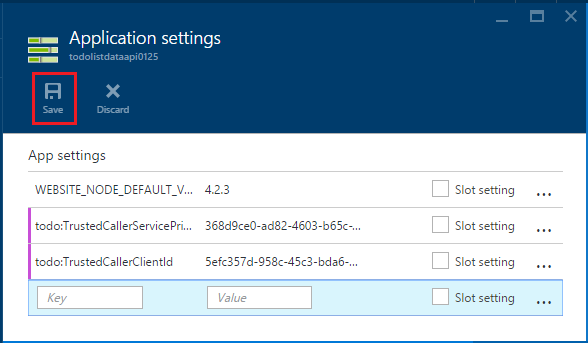 Application settings
todolistdataapi0125
Save Discard
App settings
WEBSITE_NODE_DEFAULT_V... 4.2.3 Slot setting ...
todo:TrustedCallerServicePri... 368d9ce0-ad82-4603-b65c-... Slot setting ...
todo:TrustedCallerClientId 5efc357d-958c-45c3-bda6-... Slot setting ...
Key Value Slot setting ...